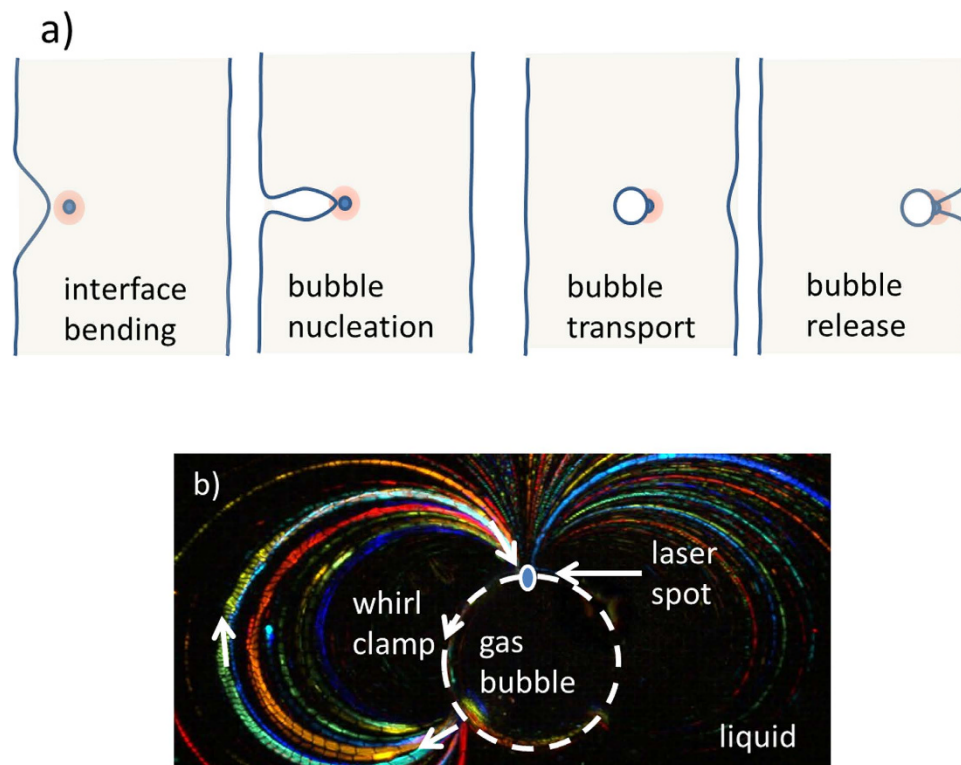 a)
interface
bending
bubble
nucleation
bubble
transport
bubble
release
b)
laser
spot
whirl
clamp
gas
bubble
liquid